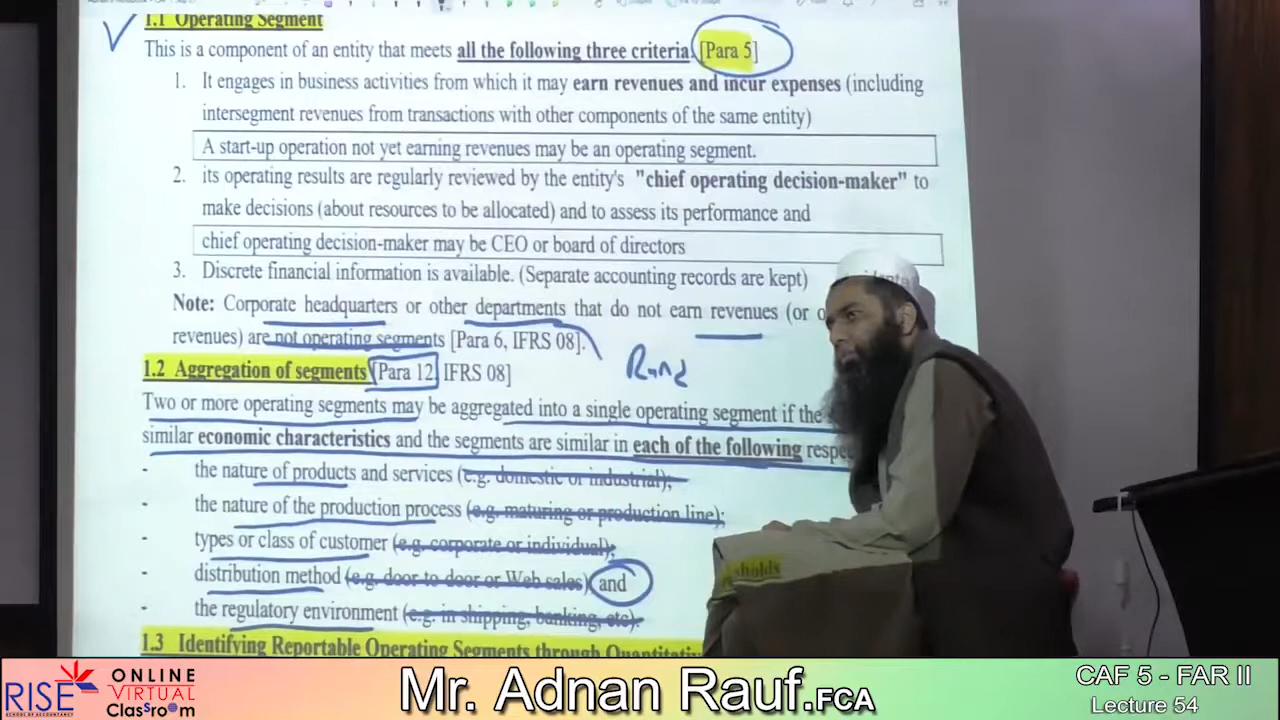 1.1 Operating Segment
This is a component of an entity that meets all the following three criteria. [Para 5]
1. It engages in business activities from which it may earn revenues and incur expenses (including
intersegment revenues from transactions with other components of the same entity)
A start-up operation not yet earning revenues may be an operating segment.
2. its operating results are regularly reviewed by the entity's "chief operating decision-maker" to
make decisions (about resources to be allocated) and to assess its performance and
chief operating decision-maker may be CEO or board of directors
3. Discrete financial information is available. (Separate accounting records are kept)
Note: Corporate headquarters or other departments that do not earn revenues (or
revenues) are not operating segments [Para 6, IFRS 08].
1.2 Aggregation of segments [Para 12, IFRS 08]
Two or more operating segments may be aggregated into a single operating segment if the
similar economic characteristics and the segments are similar in each of the following
- the nature of products and services (e.g. domestic or industrial);
- the nature of the production process (e.g. maturing or production line);
- types or class of customer (e.g. corporate or individual);
- distribution method (e.g. door to door or Web sales) and
- the regulatory environment (e.g. in shipping, banking, etc).
1.3 Identifying Reportable Operating Segments through
RISE
SCHOOL OF ACCOUNTANCY
ONLINE
VIRTUAL
Classroom
Mr. Adnan Rauf.FCA
CAF 5 - FAR II
Lecture 54